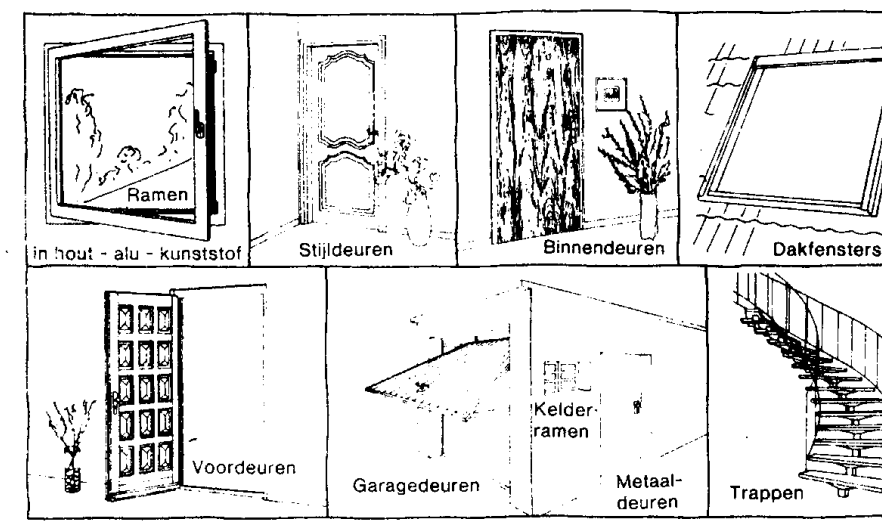 Ramen
in hout - alu - kunststof
Stijldeuren
Binnendeuren
Dakfensters
Voordeuren
Garagedeuren
Kelder-
ramen
Metaal-
deuren
Trappen